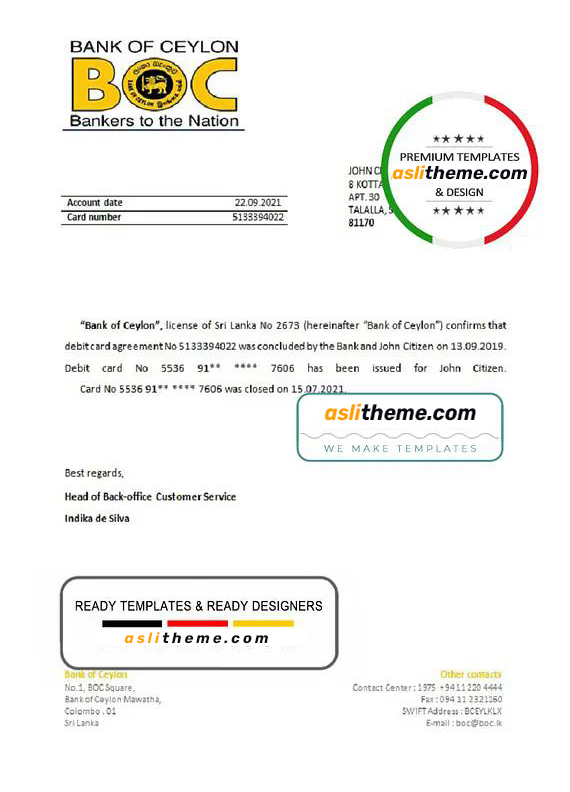 BANK OF CEYLON
BOC
Bankers to the Nation
PREMIUM TEMPLATES
aslitheme.com
& DESIGN
JOHN
8 KOTTA
APT. 30
TALALLA,
81170
Account date 22.09.2021
Card number 5133394022
“Bank of Ceylon”, license of Sri Lanka No 2673 (hereinafter “Bank of Ceylon”) confirms that
debit card agreement No 5133394022 was concluded by the Bank and John Citizen on 13.09.2019.
Debit card No 5536 91** **** 7606 has been issued for John Citizen.
Card No 5536 91** **** 7606 was closed on 15.07.2021.
aslitheme.com
WE MAKE TEMPLATES
Best regards,
Head of Back-office Customer Service
Indika de Silva
READY TEMPLATES & READY DESIGNERS
aslitheme.com
Bank of Ceylon
No.1, BOC Square,
Bank of Ceylon Mawatha,
Colombo . 01
Sri Lanka
Other contacts
Contact Center : 1975 +94 11 220 4444
Fax : 094 11 2321160
SWIFT Address : BCEYLKLX
E-mail : boc@boc.lk